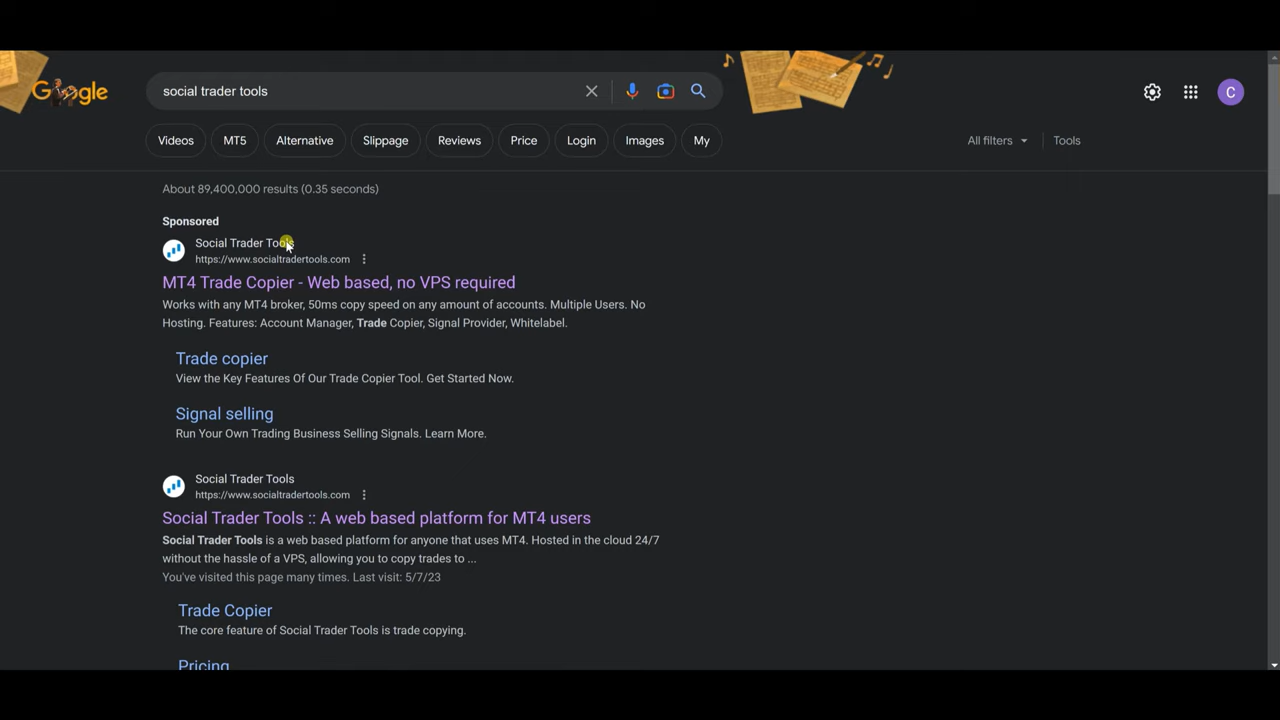 Google
social trader tools
Videos
MT5
Alternative
Slippage
Reviews
Price
Login
Images
My
All filters
Tools
C
About 89,400,000 results (0.35 seconds)
Sponsored
Social Trader Tools
https://www.socialtradertools.com
MT4 Trade Copier - Web based, no VPS required
Works with any MT4 broker, 50ms copy speed on any amount of accounts. Multiple Users. No
Hosting. Features: Account Manager, Trade Copier, Signal Provider, Whitelabel.
Trade copier
View the Key Features Of Our Trade Copier Tool. Get Started Now.
Signal selling
Run Your Own Trading Business Selling Signals. Learn More.
Social Trader Tools
https://www.socialtradertools.com
Social Trader Tools :: A web based platform for MT4 users
Social Trader Tools is a web based platform for anyone that uses MT4. Hosted in the cloud 24/7
without the hassle of a VPS, allowing you to copy trades to ...
You've visited this page many times. Last visit: 5/7/23
Trade Copier
The core feature of Social Trader Tools is trade copying.
Pricing